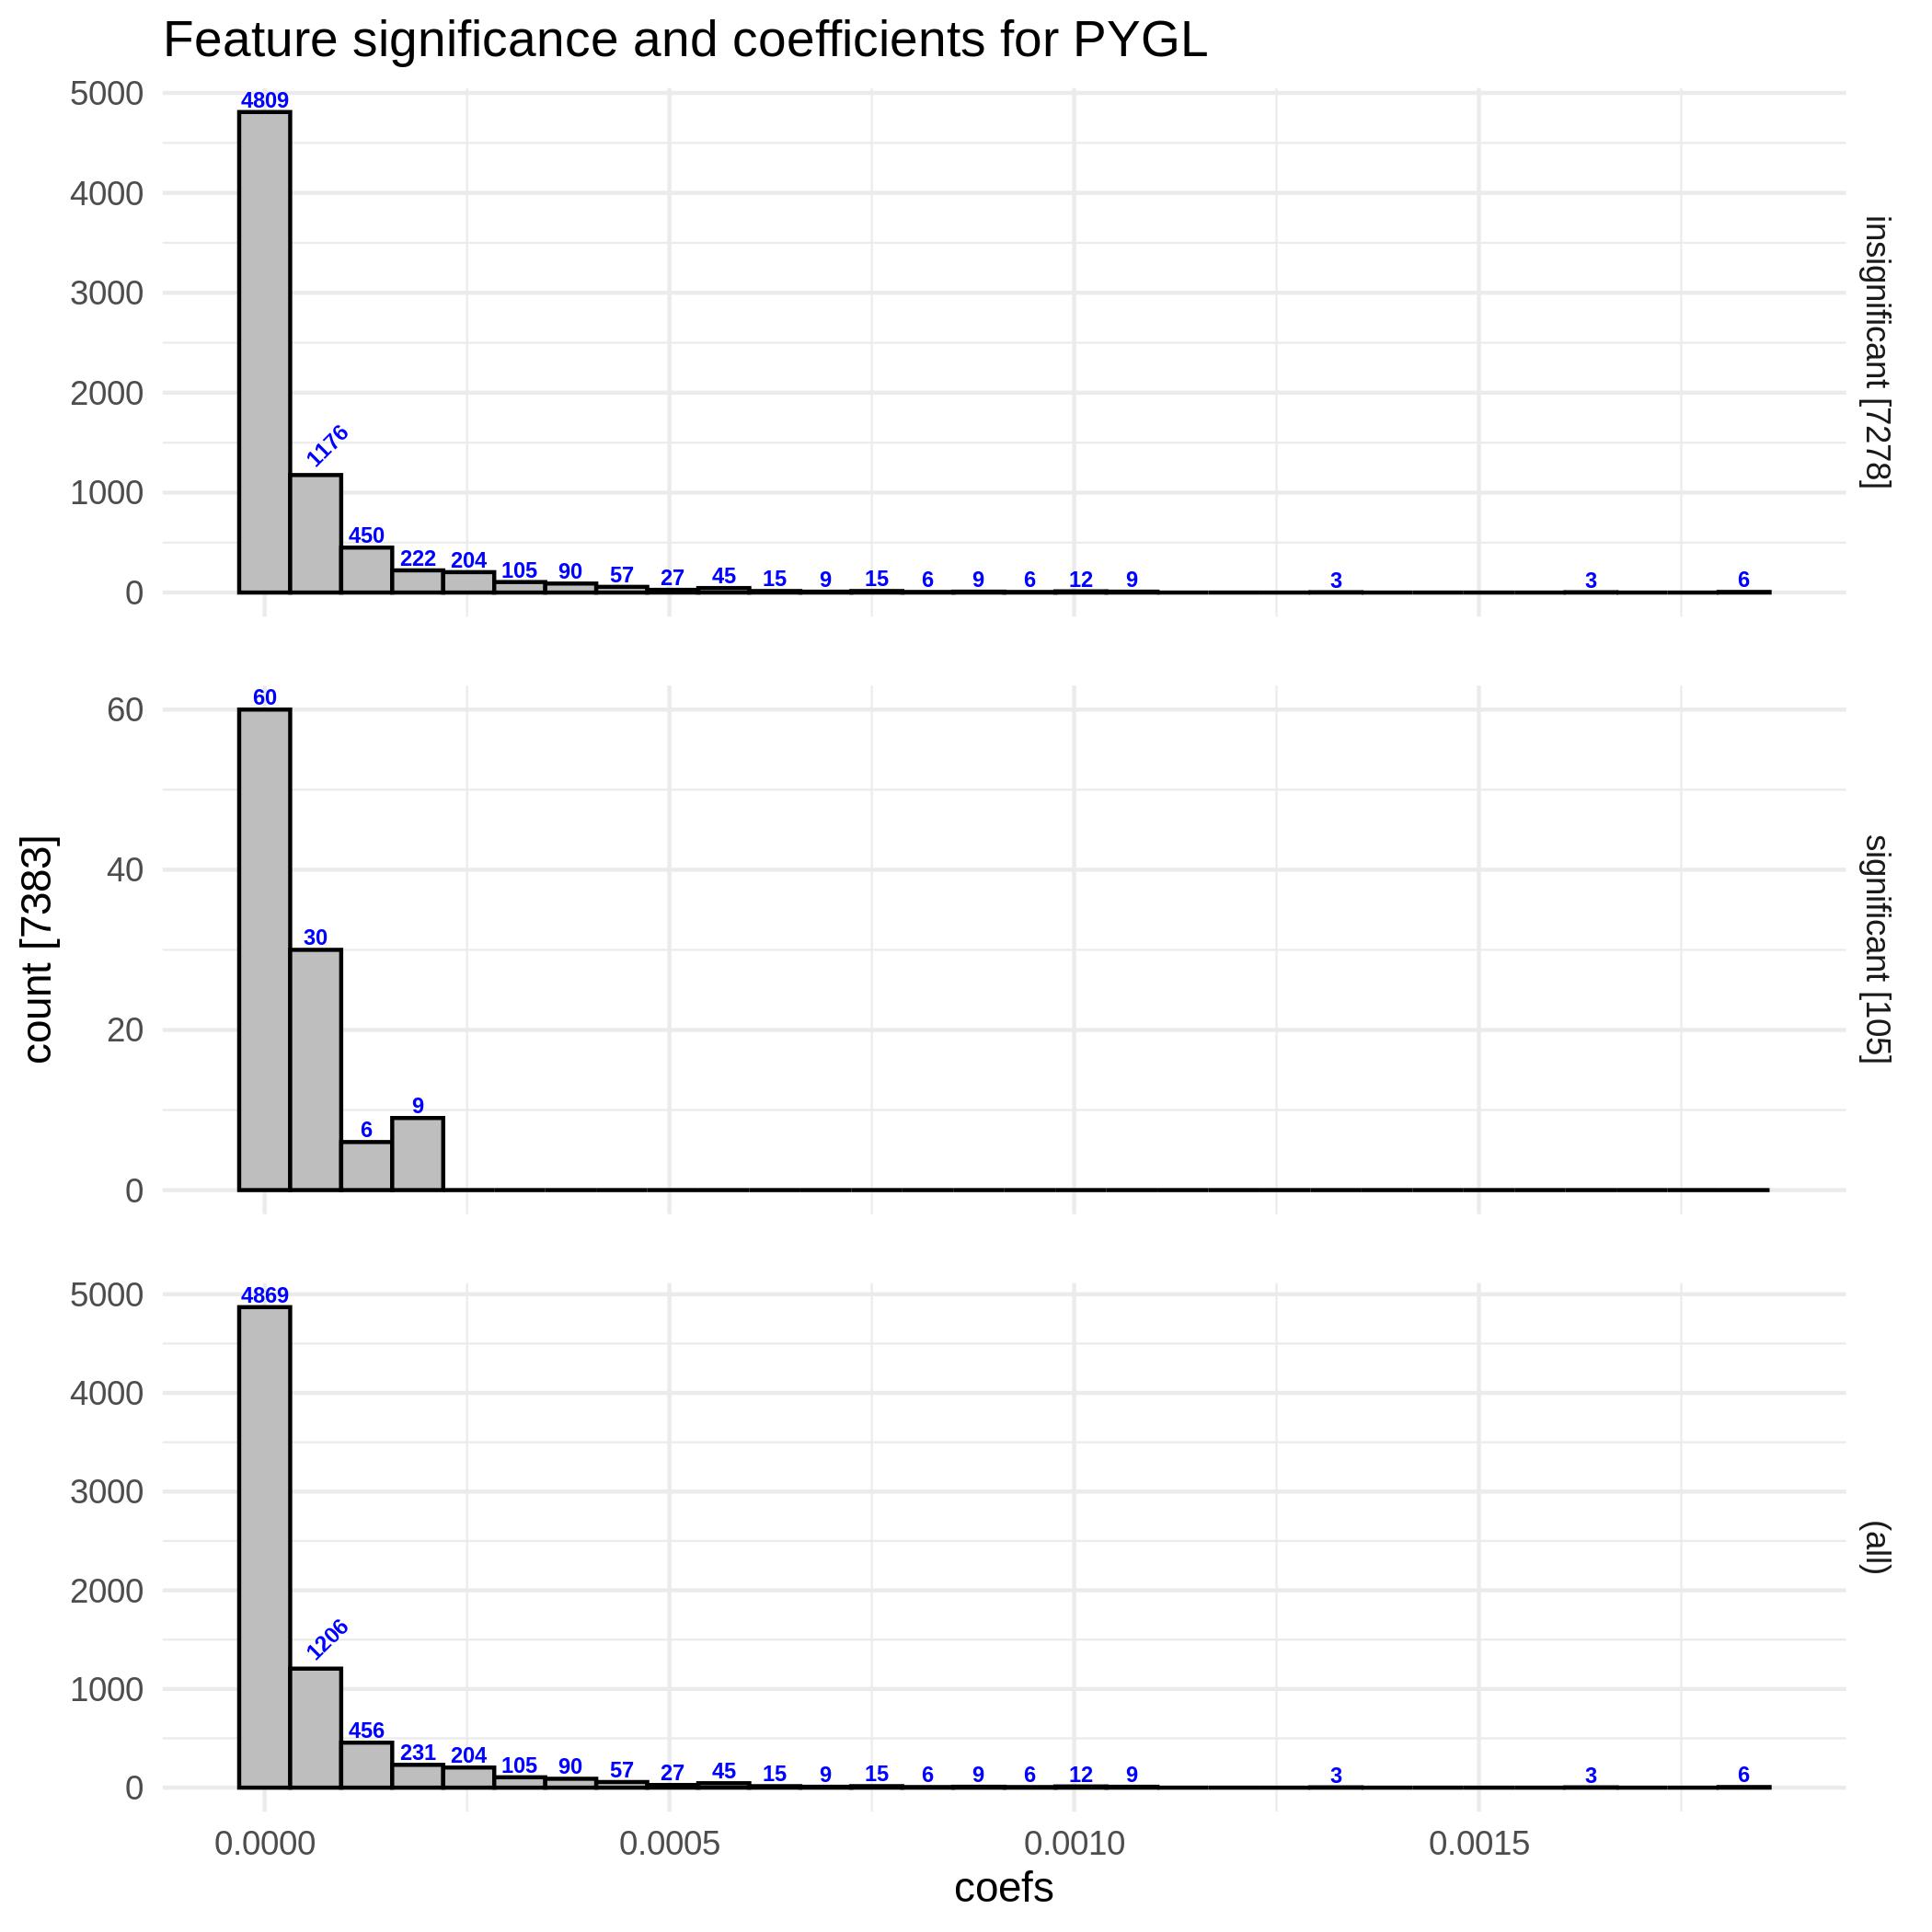 Feature significance and coefficients for PYGL
5000
4000
3000
2000
1000
0
4809
1176
450
222 204 105 90 57 27 45 15 9 15 6 9 6 12 9 3 3 6
insignificant [7278]
count [7383]
60
40
20
0
60
30
6
9
significant [105]
5000
4000
3000
2000
1000
0
4869
1206
456
231 204 105 90 57 27 45 15 9 15 6 9 6 12 9 3 3 6
(all)
0.0000 0.0005 0.0010 0.0015
coefs